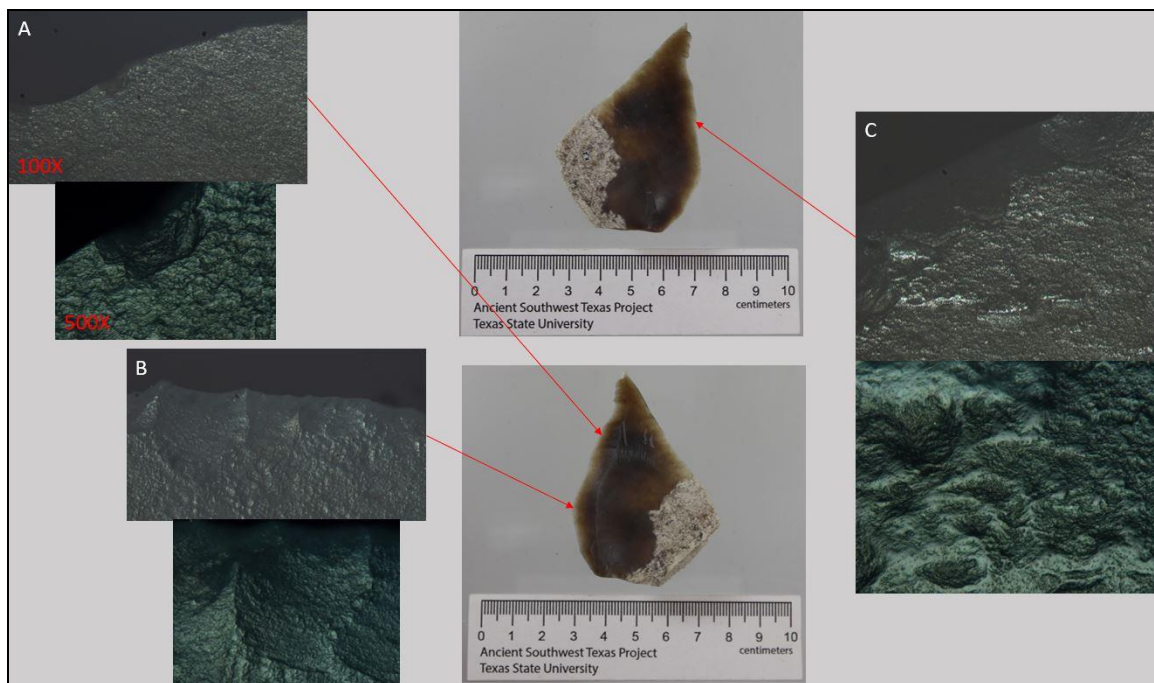 A
100X
500X
B
C
0 1 2 3 4 5 6 7 8 9 10
centimeters
Ancient Southwest Texas Project
Texas State University
0 1 2 3 4 5 6 7 8 9 10
centimeters
Ancient Southwest Texas Project
Texas State University